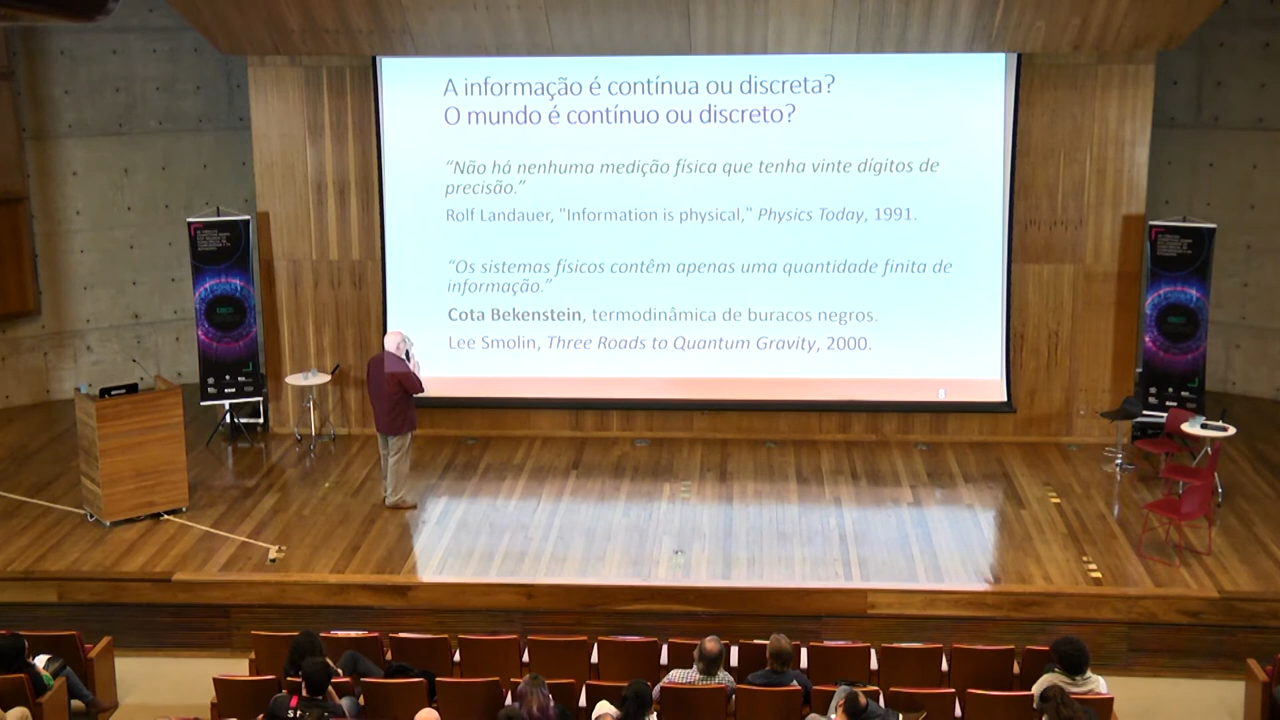 A informação é contínua ou discreta?
O mundo é contínuo ou discreto?
“Não há nenhuma medição física que tenha vinte dígitos de
precisão.”
Rolf Landauer, "Information is physical," Physics Today, 1991.
“Os sistemas físicos contêm apenas uma quantidade finita de
informação.”
Cota Bekenstein, termodinâmica de buracos negros.
Lee Smolin, Three Roads to Quantum Gravity, 2000.